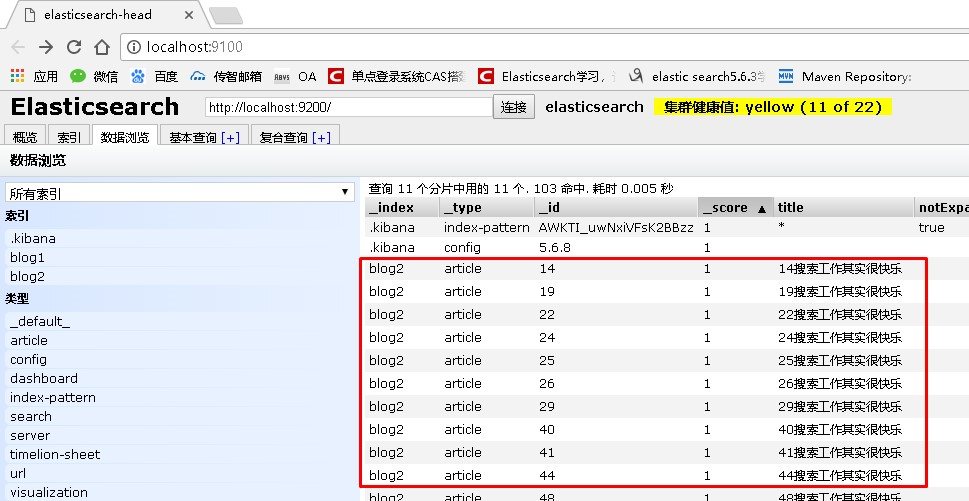 elasticsearch-head
localhost:9100
应用 微信 百度 传智邮箱 OA 单点登录系统CAS搭 Elasticsearch学习, elastic search5.6.3学 Maven Repository:
Elasticsearch http://localhost:9200/ 连接 elasticsearch 集群健康值: yellow (11 of 22)
概览 索引 数据浏览 基本查询 [+] 复合查询 [+]
数据浏览
所有索引
索引
.kibana
blog1
blog2
类型
_default_
article
config
dashboard
index-pattern
search
server
timelion-sheet
url
visualization
查询 11 个分片中用的 11 个. 103 命中. 耗时 0.005 秒
_index _type _id _score ▲ title notExpa
.kibana index-pattern AWKTI_uwNxiVFsK2BBzz 1 * true
.kibana config 5.6.8 1
blog2 article 14 1 14搜索工作其实很快乐
blog2 article 19 1 19搜索工作其实很快乐
blog2 article 22 1 22搜索工作其实很快乐
blog2 article 24 1 24搜索工作其实很快乐
blog2 article 25 1 25搜索工作其实很快乐
blog2 article 26 1 26搜索工作其实很快乐
blog2 article 29 1 29搜索工作其实很快乐
blog2 article 40 1 40搜索工作其实很快乐
blog2 article 41 1 41搜索工作其实很快乐
blog2 article 44 1 44搜索工作其实很快乐
blog2 article 48 1 48搜索工作其实很快乐